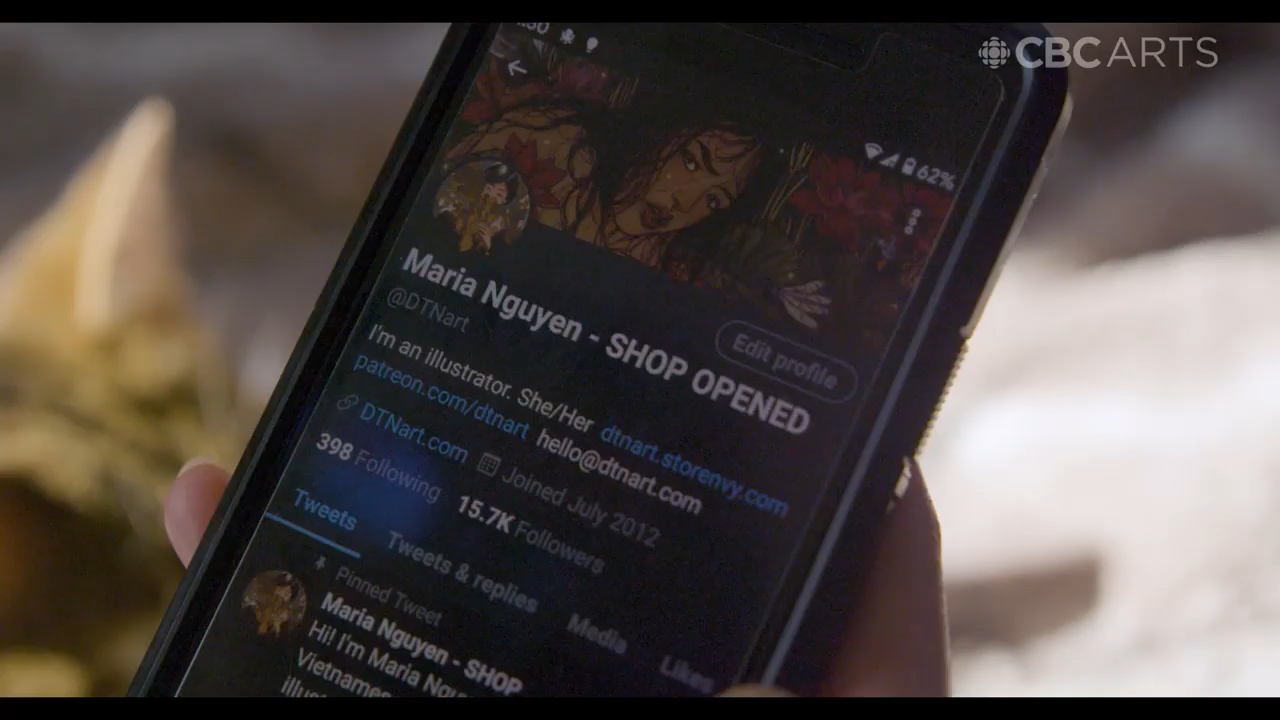 CBC ARTS
62%
Maria Nguyen - SHOP OPENED
@DTNart
Edit profile
I'm an illustrator. She/Her dtnart.storenvy.com
patreon.com/dtnart hello@dtnart.com
DTNart.com Joined July 2012
398 Following 15.7K Followers
Tweets Tweets & replies Media Likes
Pinned Tweet
Maria Nguyen - SHOP
Hi! I'm Maria